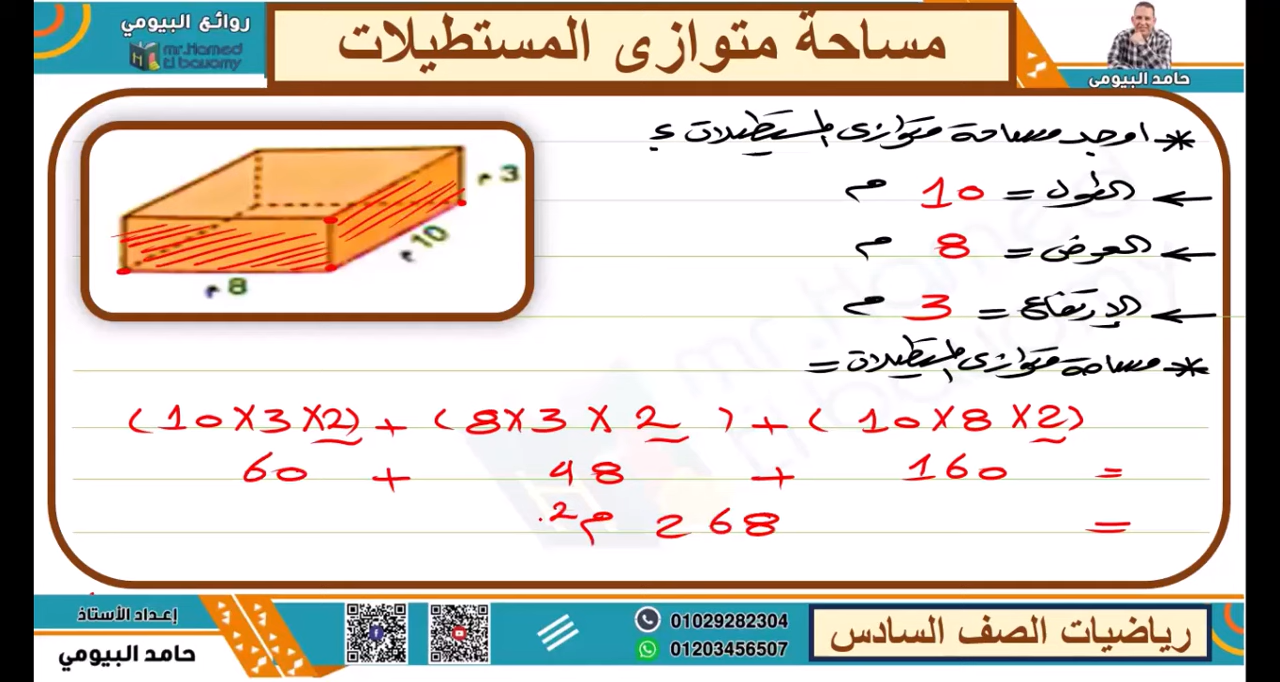 روائع البيومي
mr.Hamed
El bauomy
مساحة متوازى المستطيلات
حامد البيومى
* اوجد مساحة متوازى المستطيلات :
← الطول = 10 م
← العرض = 8 م
← الإرتفاع = 3 م
* مساحة متوازى المستطيلات =
(10 X 3 X 2) + (8 X 3 X 2) + (10 X 8 X 2)
60 + 48 + 160 =
= 268 م2.
3 م
10 م
8 م
إعداد الأستاذ
حامد البيومي
01029282304
01203456507
رياضيات الصف السادس